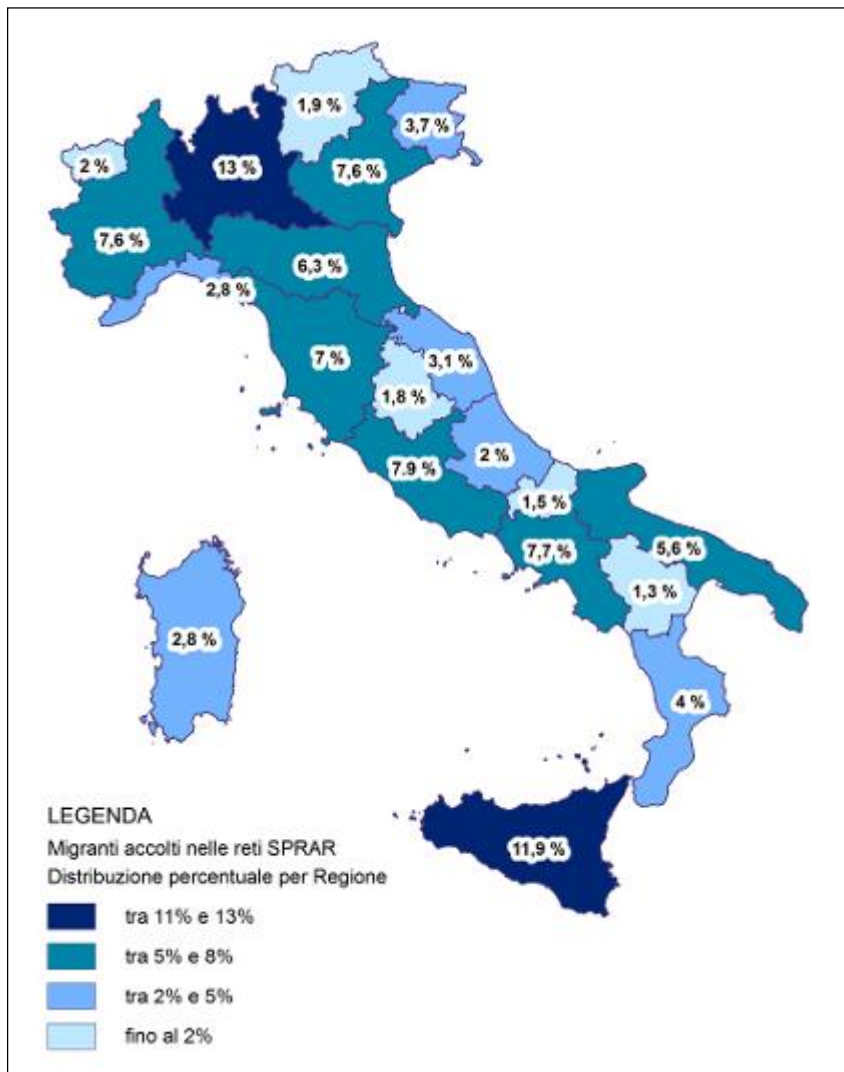 1,9 %
3,7 %
2 %
13 %
7,6 %
7,6 %
6,3 %
2,8 %
7 %
3,1 %
1,8 %
7.9 %
2 %
1,5 %
7,7 %
5,6 %
1,3 %
2,8 %
4 %
11,9 %
LEGENDA
Migranti accolti nelle reti SPRAR
Distribuzione percentuale per Regione
tra 11% e 13%
tra 5% e 8%
tra 2% e 5%
fino al 2%